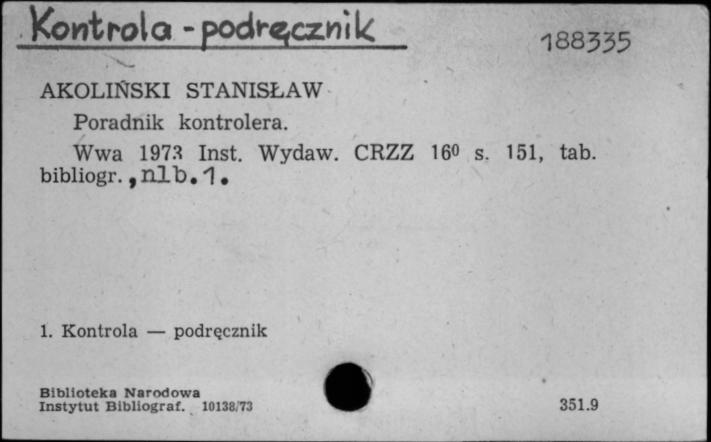 Kontrola - podręcznik
188335
AKOLIŃSKI STANISŁAW
Poradnik kontrolera.
Wwa 1973 Inst. Wydaw. CRZZ 16⁰ s. 151, tab.
bibliogr., nlb. 1.
1. Kontrola — podręcznik
Biblioteka Narodowa
Instytut Bibliograf. 10138/73
351.9